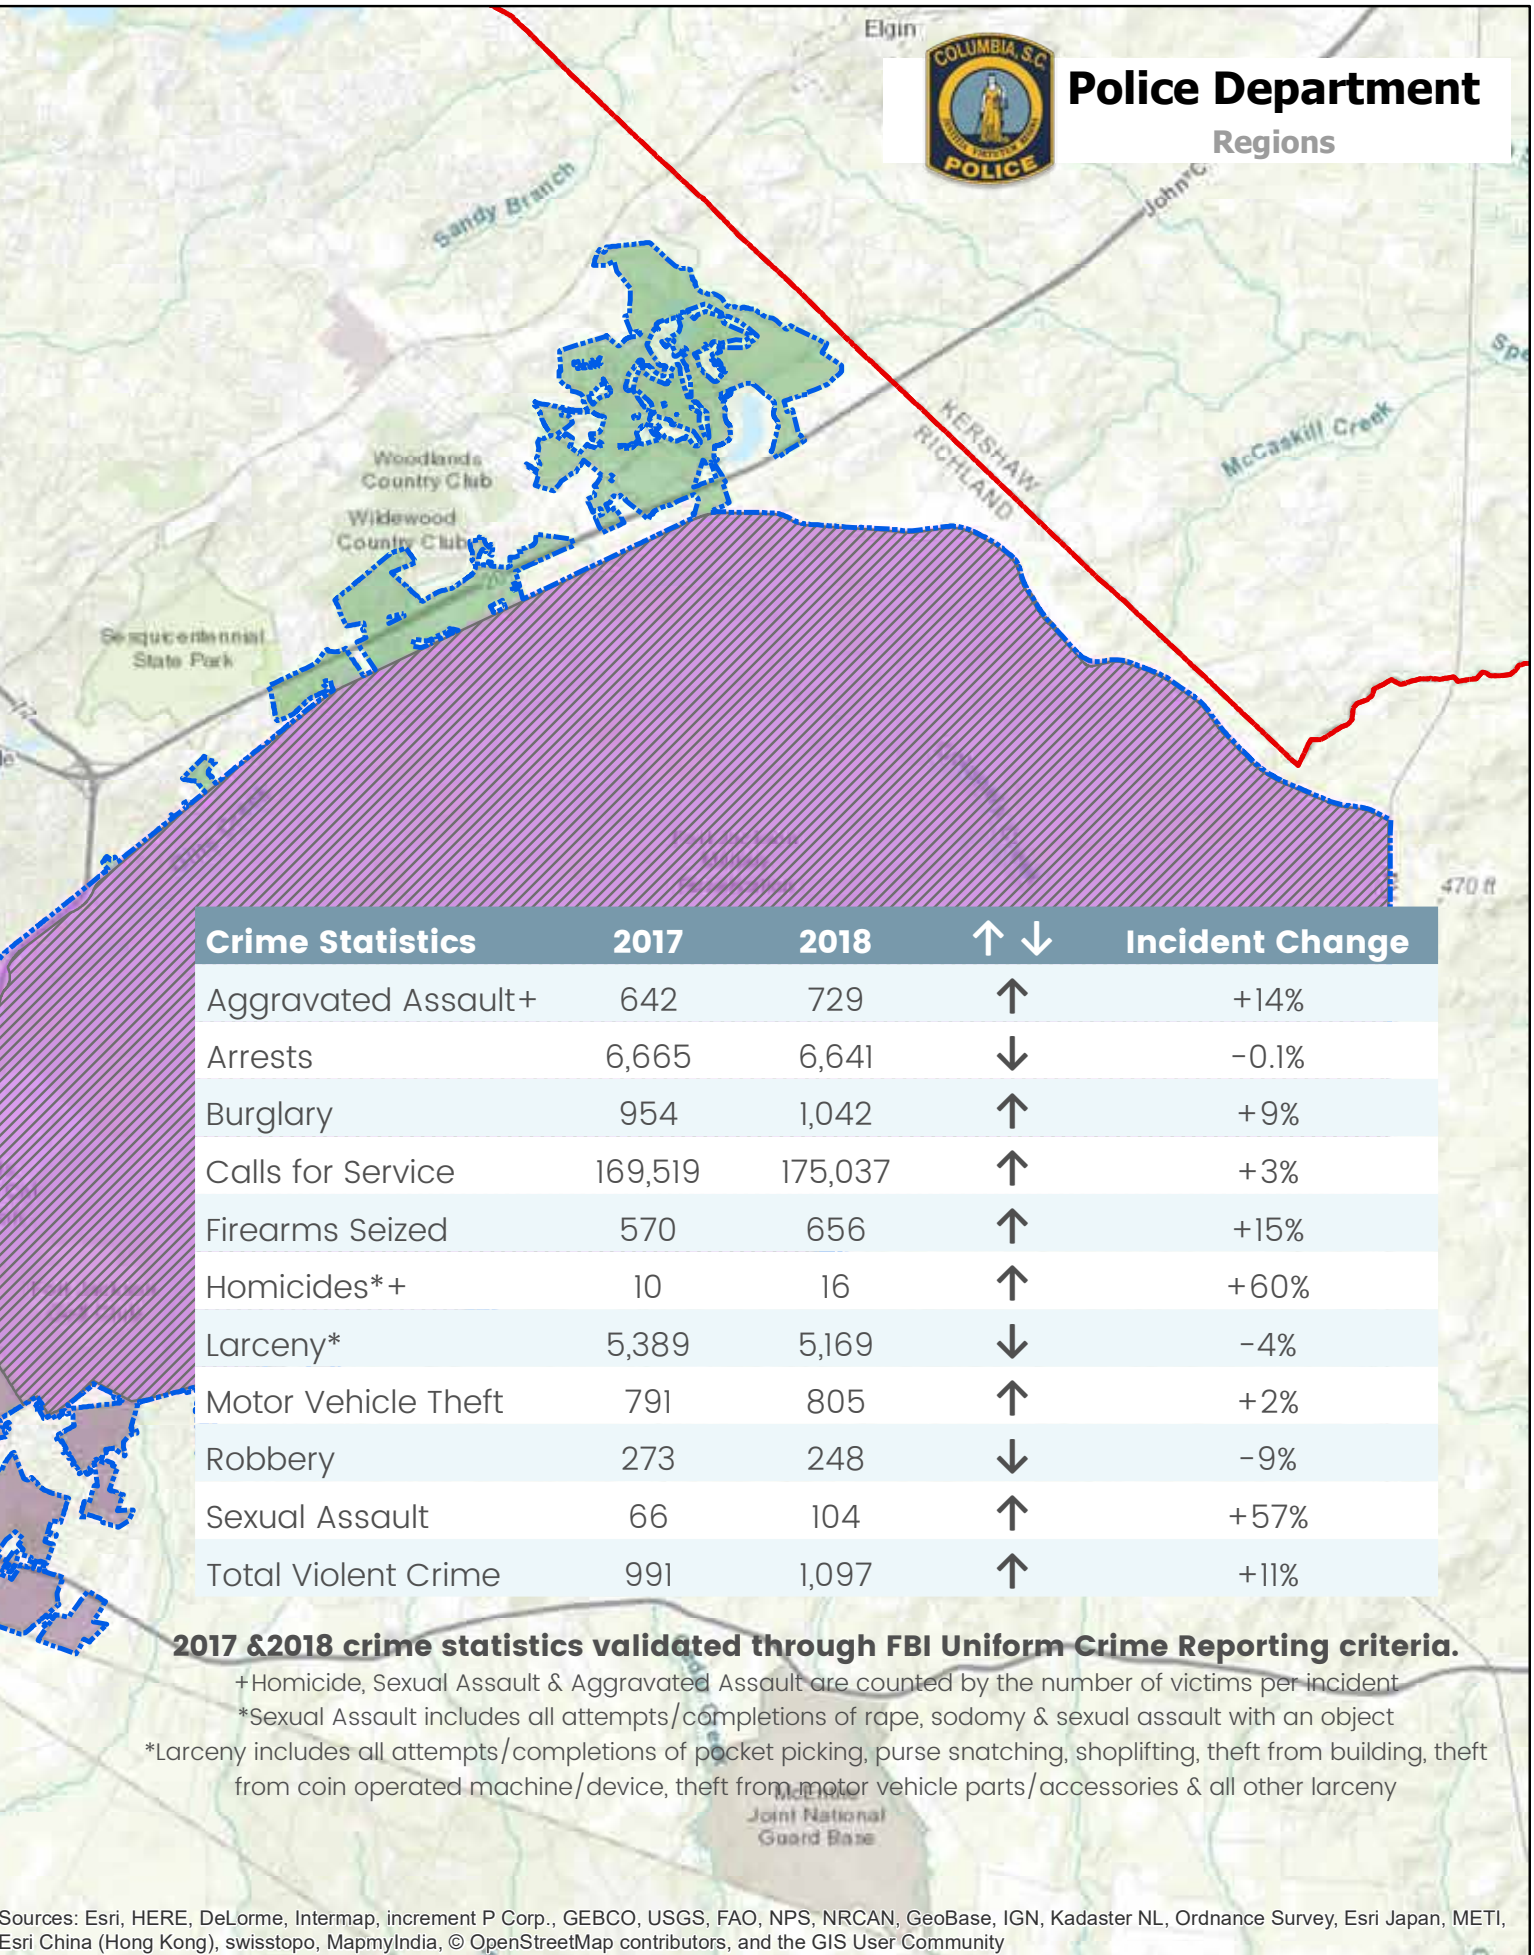 Elgin
COLUMBIA, S.C.
POLICE
Police Department
Regions
John C
Sandy Branch
Spe
McCaskill Creek
KERSHAW
RICHLAND
Woodlands
Country Club
Wildewood
Country Club
20
Sesquicentennial
State Park
470 ft
Crime Statistics 2017 2018 ↑ ↓ Incident Change
Aggravated Assault+ 642 729 ↑ +14%
Arrests 6,665 6,641 ↓ -0.1%
Burglary 954 1,042 ↑ +9%
Calls for Service 169,519 175,037 ↑ +3%
Firearms Seized 570 656 ↑ +15%
Homicides*+ 10 16 ↑ +60%
Larceny* 5,389 5,169 ↓ -4%
Motor Vehicle Theft 791 805 ↑ +2%
Robbery 273 248 ↓ -9%
Sexual Assault 66 104 ↑ +57%
Total Violent Crime 991 1,097 ↑ +11%
Fort Jackson
Golf Club
2017 &2018 crime statistics validated through FBI Uniform Crime Reporting criteria.
+Homicide, Sexual Assault & Aggravated Assault are counted by the number of victims per incident
*Sexual Assault includes all attempts/completions of rape, sodomy & sexual assault with an object
*Larceny includes all attempts/completions of pocket picking, purse snatching, shoplifting, theft from building, theft
from coin operated machine/device, theft from motor vehicle parts/accessories & all other larceny
McEntire
Joint National
Guard Base
Sources: Esri, HERE, DeLorme, Intermap, increment P Corp., GEBCO, USGS, FAO, NPS, NRCAN, GeoBase, IGN, Kadaster NL, Ordnance Survey, Esri Japan, METI,
Esri China (Hong Kong), swisstopo, MapmyIndia, © OpenStreetMap contributors, and the GIS User Community